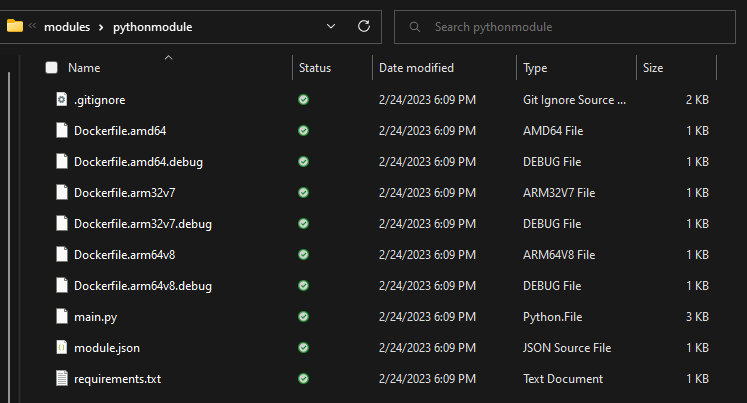 « modules › pythonmodule Search pythonmodule
Name Status Date modified Type Size
.gitignore 2/24/2023 6:09 PM Git Ignore Source ... 2 KB
Dockerfile.amd64 2/24/2023 6:09 PM AMD64 File 1 KB
Dockerfile.amd64.debug 2/24/2023 6:09 PM DEBUG File 1 KB
Dockerfile.arm32v7 2/24/2023 6:09 PM ARM32V7 File 1 KB
Dockerfile.arm32v7.debug 2/24/2023 6:09 PM DEBUG File 1 KB
Dockerfile.arm64v8 2/24/2023 6:09 PM ARM64V8 File 1 KB
Dockerfile.arm64v8.debug 2/24/2023 6:09 PM DEBUG File 1 KB
main.py 2/24/2023 6:09 PM Python.File 3 KB
module.json 2/24/2023 6:09 PM JSON Source File 1 KB
requirements.txt 2/24/2023 6:09 PM Text Document 1 KB